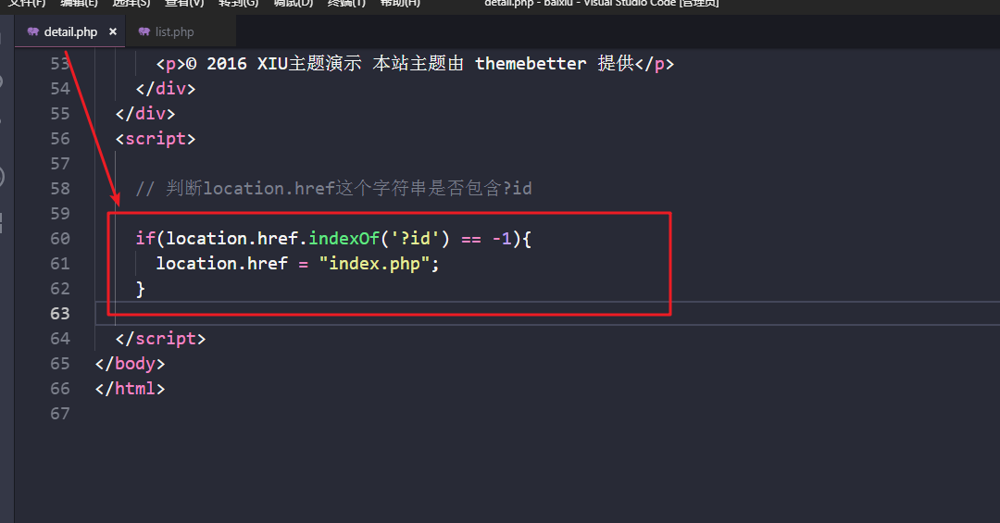 文件(F) 编辑(E) 选择(S) 查看(V) 转到(G) 调试(D) 终端(T) 帮助(H) detail.php - baixiu - Visual Studio Code [管理员]
detail.php × list.php
53 <p>© 2016 XIU主题演示 本站主题由 themebetter 提供</p>
54 </div>
55 </div>
56 <script>
57
58 // 判断location.href这个字符串是否包含?id
59
60 if(location.href.indexOf('?id') == -1){
61 location.href = "index.php";
62 }
63
64 </script>
65 </body>
66 </html>
67